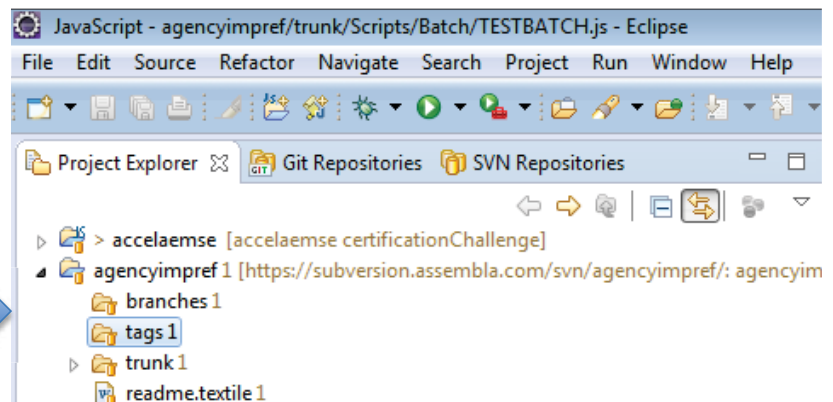 JavaScript - agencyimpref/trunk/Scripts/Batch/TESTBATCH.js - Eclipse
File Edit Source Refactor Navigate Search Project Run Window Help
Project Explorer GIT Git Repositories SVN Repositories
> accelaemse [accelaemse certificationChallenge]
agencyimpref 1 [https://subversion.assembla.com/svn/agencyimpref/: agencyim
branches 1
tags 1
trunk 1
readme.textile 1